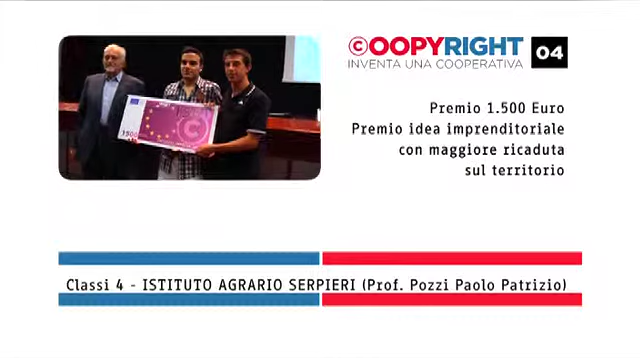 ©OOPYRIGHT 04
INVENTA UNA COOPERATIVA
1500
Premio 1.500 Euro
Premio idea imprenditoriale
con maggiore ricaduta
sul territorio
Classi 4 - ISTITUTO AGRARIO SERPIERI (Prof. Pozzi Paolo Patrizio)